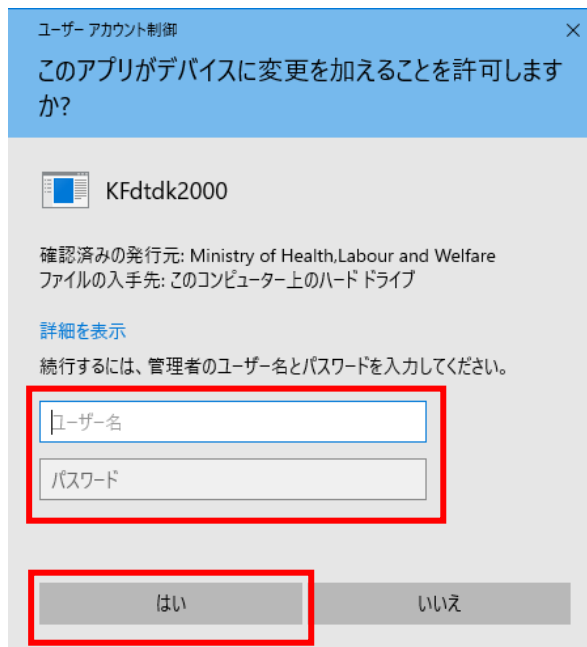 ユーザー アカウント制御
このアプリがデバイスに変更を加えることを許可します
か?
KFdtdk2000
確認済みの発行元: Ministry of Health,Labour and Welfare
ファイルの入手先: このコンピューター上のハード ドライブ
詳細を表示
続行するには、管理者のユーザー名とパスワードを入力してください。
ユーザー名
パスワード
はい
いいえ